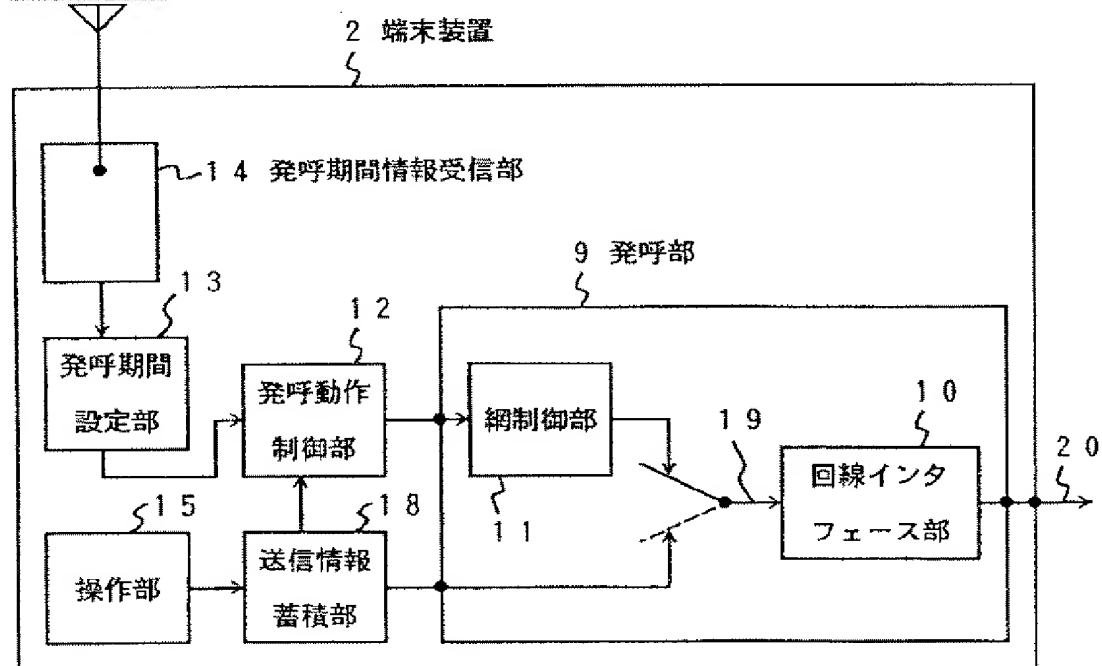 2 端末装置
14 発呼期間情報受信部
9 発呼部
13
12
発呼期間
設定部
発呼動作
制御部
網制御部
19
10
20
回線インタ
フェース部
11
15
18
操作部
送信情報
蓄積部